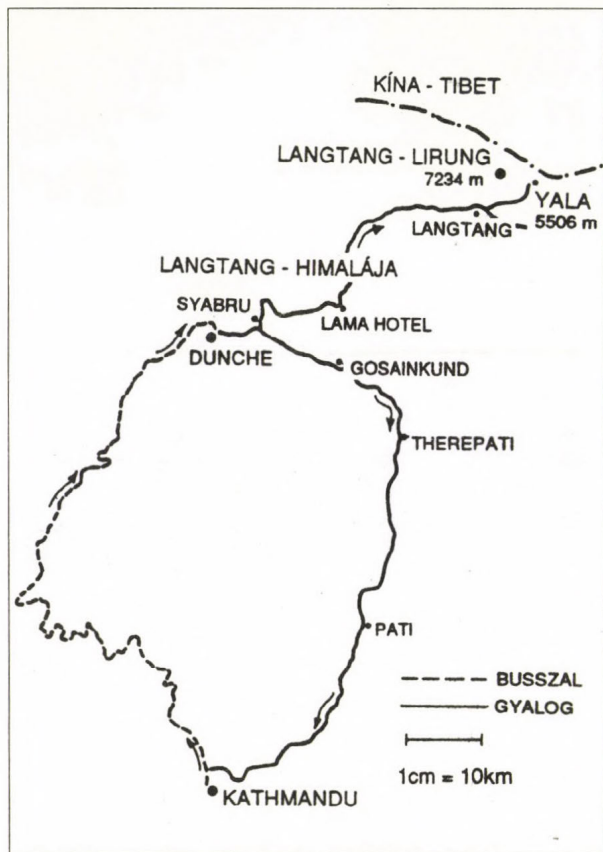 KÍNA - TIBET
LANGTANG - LIRUNG
7234 m
YALA
5506 m
LANGTANG
LANGTANG - HIMALÁJA
SYABRU
LAMA HOTEL
DUNCHE
GOSAINKUND
THEREPATI
PATI
BUSSZAL
GYALOG
1cm = 10km
KATHMANDU